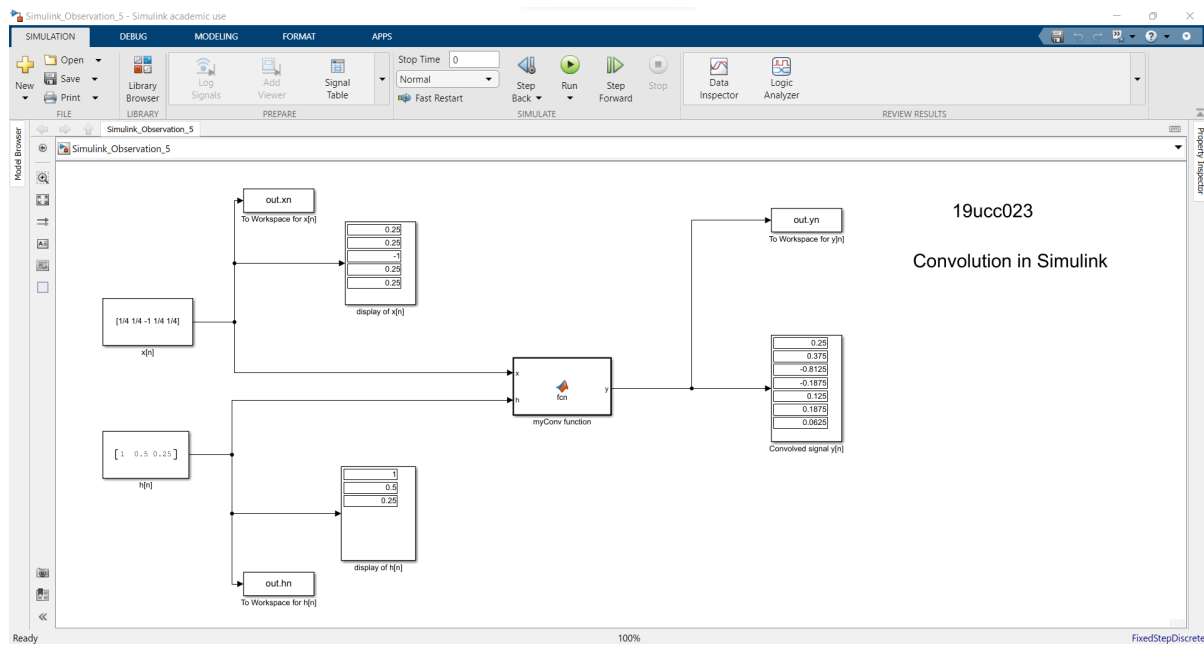 Simulink_Observation_5 - Simulink academic use
SIMULATION DEBUG MODELING FORMAT APPS
New
Open
Save
Print
FILE
Library Browser
LIBRARY
Log Signals
Add Viewer
Signal Table
PREPARE
Stop Time 0
Normal
Fast Restart
Step Back
Run
Step Forward
Stop
SIMULATE
Data Inspector
Logic Analyzer
REVIEW RESULTS
Model Browser
Simulink_Observation_5
Simulink_Observation_5
Property Inspector
out.xn
To Workspace for x[n]
0.25
0.25
-1
0.25
0.25
display of x[n]
[1/4 1/4 -1 1/4 1/4]
x[n]
out.yn
To Workspace for y[n]
19ucc023
Convolution in Simulink
x
h
fcn
y
myConv function
0.25
0.375
-0.8125
-0.1875
0.125
0.1875
0.0625
Convolved signal y[n]
[1 0.5 0.25]
h[n]
1
0.5
0.25
display of h[n]
out.hn
To Workspace for h[n]
Ready
100%
FixedStepDiscrete